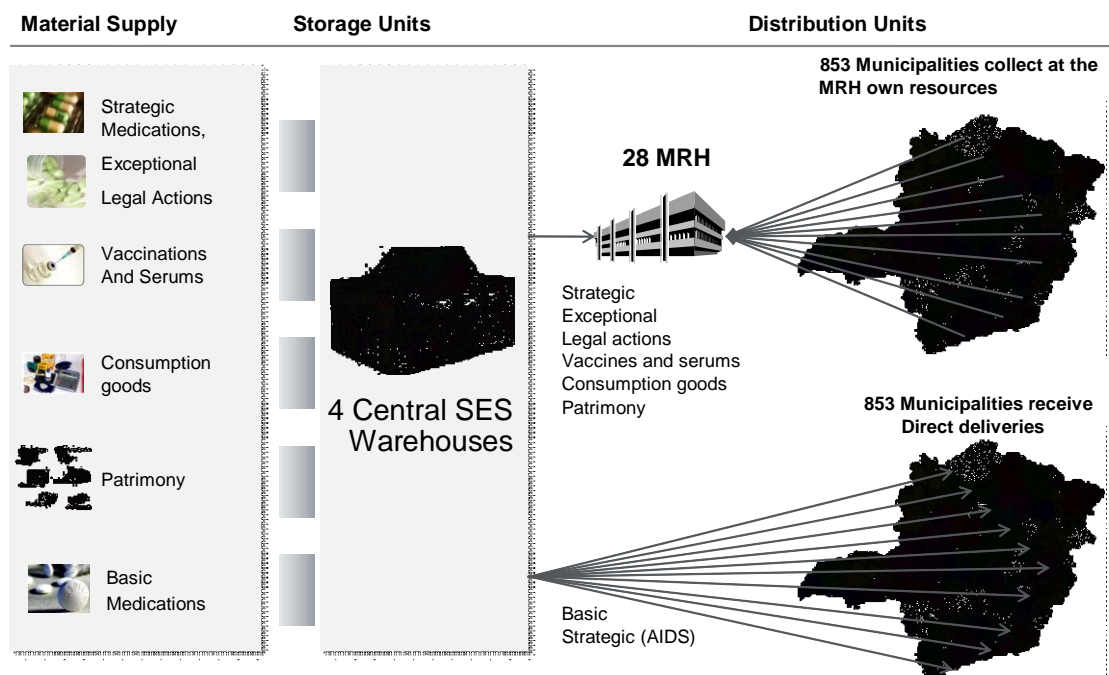 Material Supply
Storage Units
Distribution Units
Strategic
Medications,
Exceptional
Legal Actions
Vaccinations
And Serums
Consumption
goods
Patrimony
Basic
Medications
4 Central SES
Warehouses
28 MRH
Strategic
Exceptional
Legal actions
Vaccines and serums
Consumption goods
Patrimony
853 Municipalities collect at the
MRH own resources
853 Municipalities receive
Direct deliveries
Basic
Strategic (AIDS)